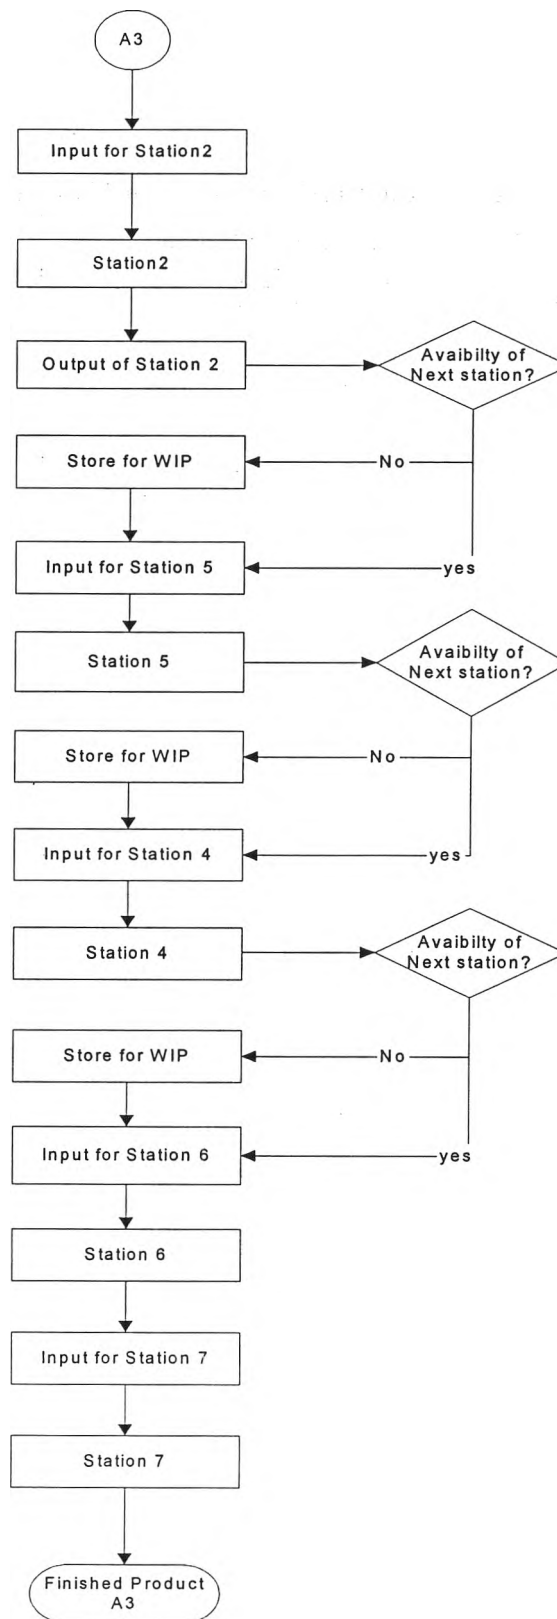 A3
Input for Station2
Station2
Output of Station 2
Avaibilty of
Next station?
Store for WIP
No
Input for Station 5
yes
Station 5
Avaibilty of
Next station?
Store for WIP
No
Input for Station 4
yes
Station 4
Avaibilty of
Next station?
Store for WIP
No
Input for Station 6
yes
Station 6
Input for Station 7
Station 7
Finished Product
A3